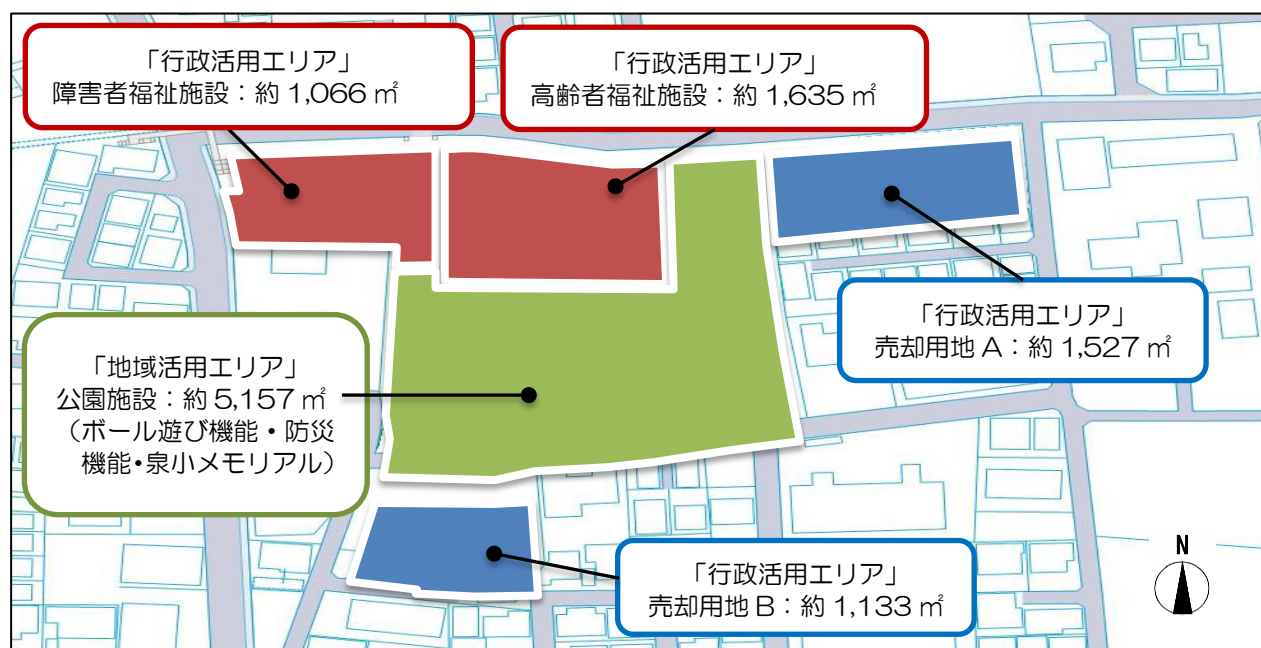 「行政活用エリア」
障害者福祉施設：約 1,066 ㎡
「行政活用エリア」
高齢者福祉施設：約 1,635 ㎡
「行政活用エリア」
売却用地 A：約 1,527 ㎡
「地域活用エリア」
公園施設：約 5,157 ㎡
（ボール遊び機能・防災
機能・泉小メモリアル）
「行政活用エリア」
売却用地 B：約 1,133 ㎡
N